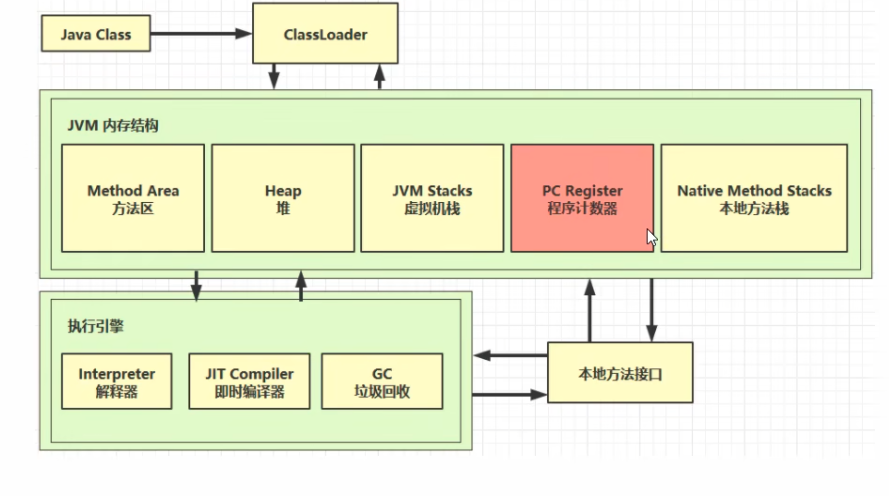 Java Class
ClassLoader
JVM 内存结构
Method Area
方法区
Heap
堆
JVM Stacks
虚拟机栈
PC Register
程序计数器
Native Method Stacks
本地方法栈
执行引擎
Interpreter
解释器
JIT Compiler
即时编译器
GC
垃圾回收
本地方法接口